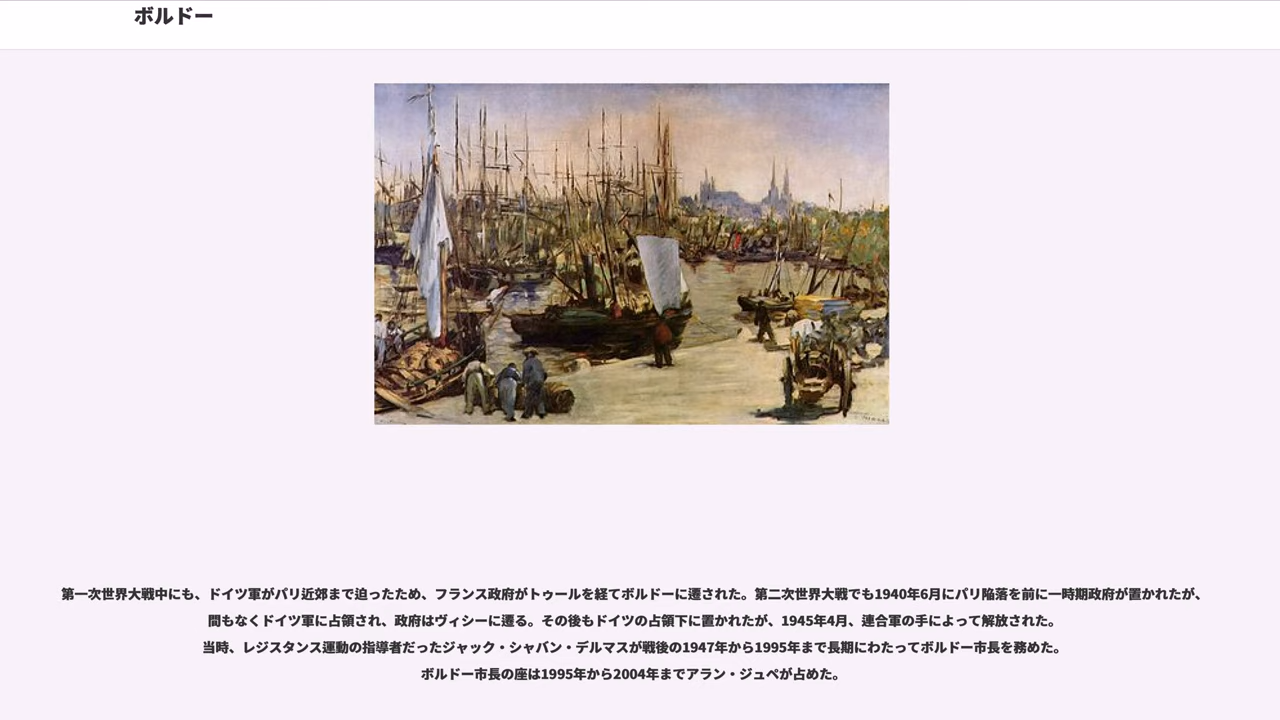 ボルドー
第一次世界大戦中にも、ドイツ軍がパリ近郊まで迫ったため、フランス政府がトゥールを経てボルドーに遷された。第二次世界大戦でも1940年6月にパリ陥落を前に一時期政府が置かれたが、
間もなくドイツ軍に占領され、政府はヴィシーに遷る。その後もドイツの占領下に置かれたが、1945年4月、連合軍の手によって解放された。
当時、レジスタンス運動の指導者だったジャック・シャバン・デルマスが戦後の1947年から1995年まで長期にわたってボルドー市長を務めた。
ボルドー市長の座は1995年から2004年までアラン・ジュペが占めた。